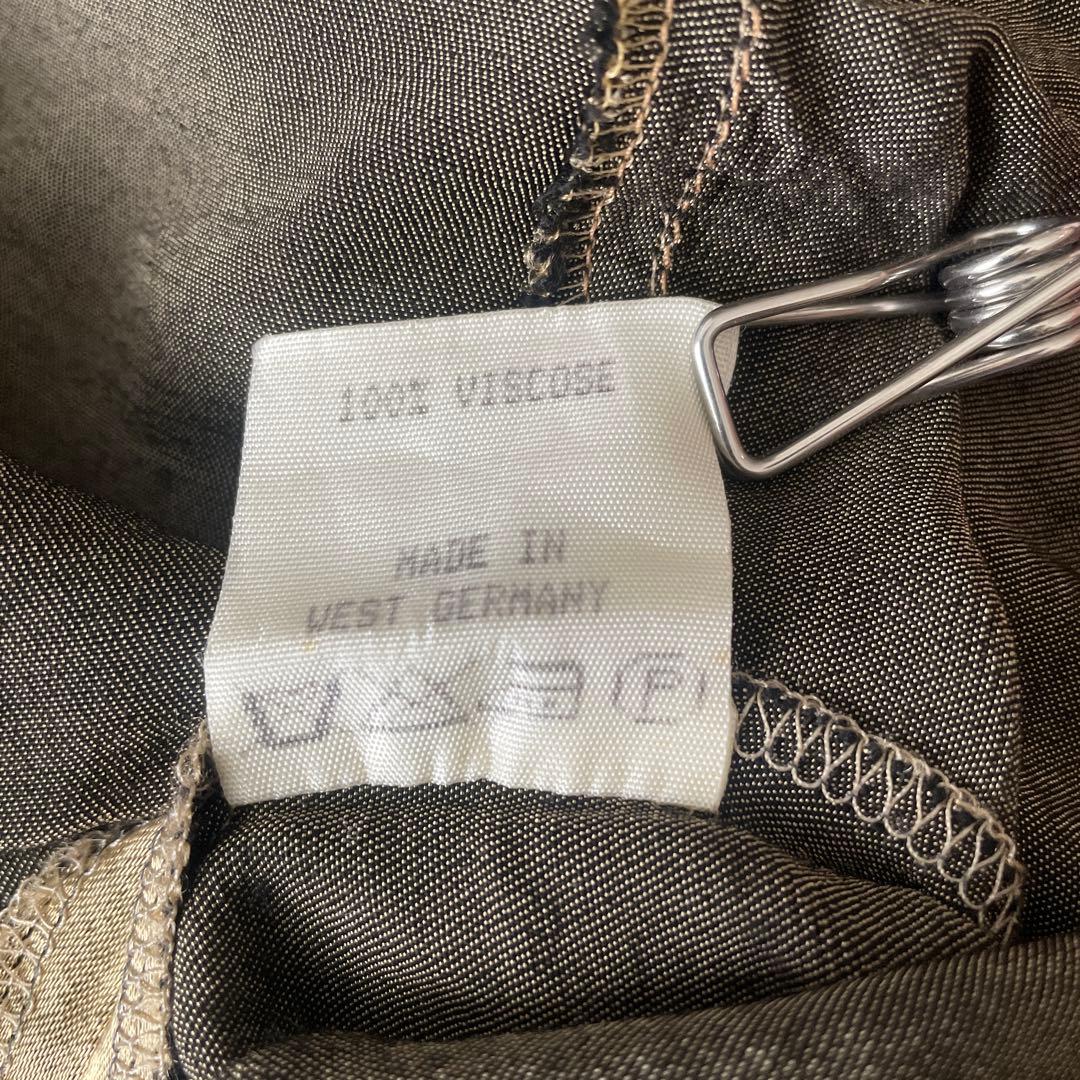 100% VISCOSE
MADE IN
WEST GERMANY
P